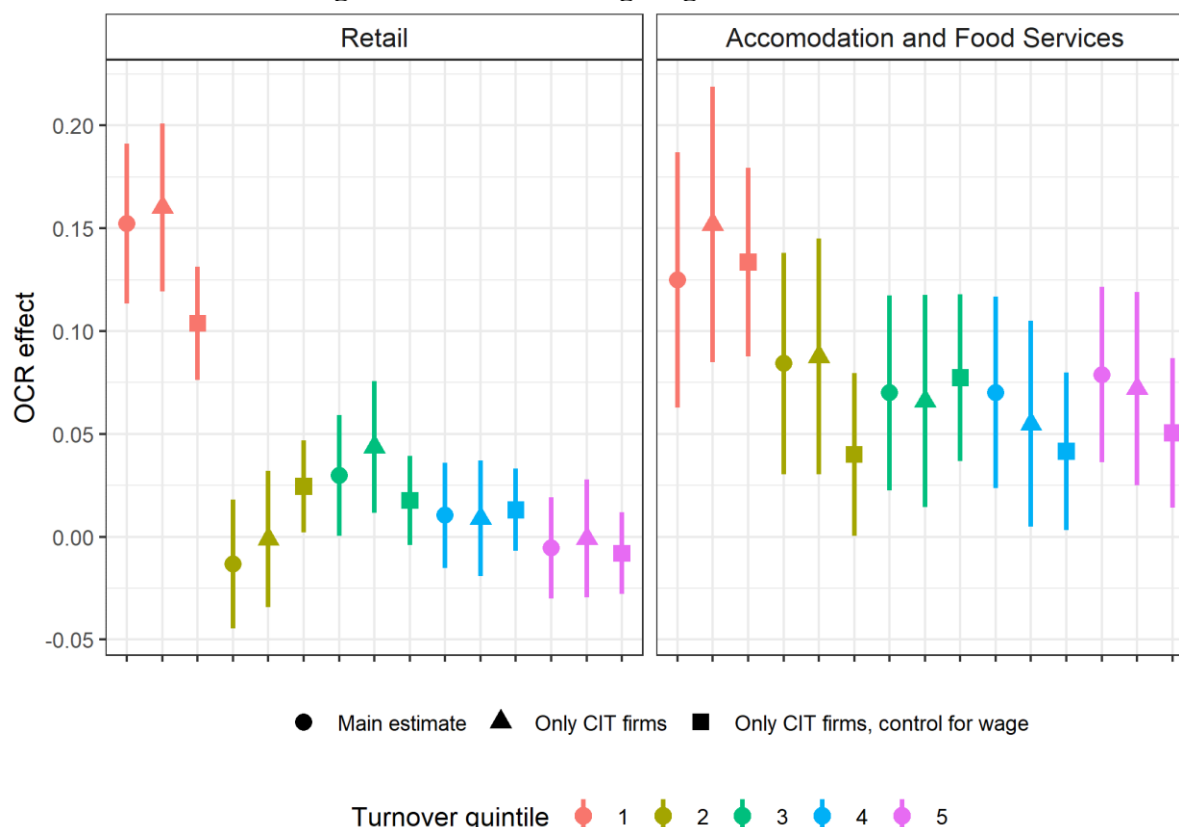 Retail
Accomodation and Food Services
OCR effect
0.20
0.15
0.10
0.05
0.00
-0.05
Main estimate Only CIT firms Only CIT firms, control for wage
Turnover quintile 1 2 3 4 5